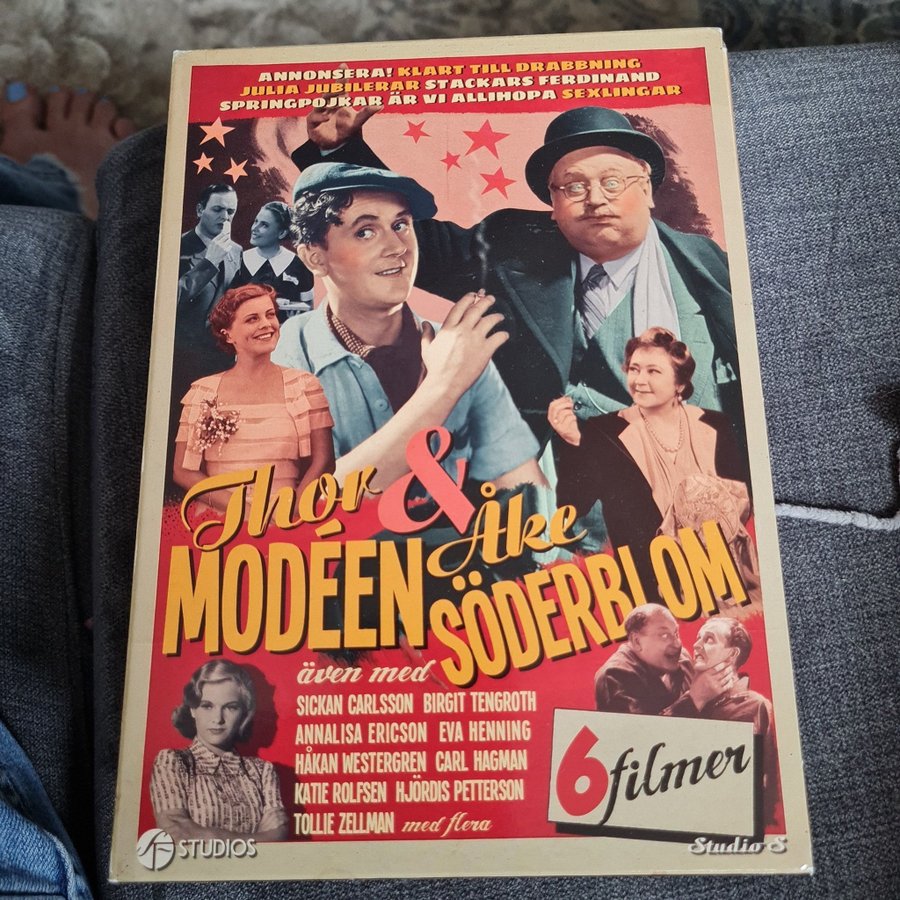 ANNONSERA! KLART TILL DRABBNING
JULIA JUBILERAR STACKARS FERDINAND
SPRINGPOJKAR ÄR VI ALLIHOPA SEXLINGAR
Thor & Åke
MODÉEN SÖDERBLOM
även med
SICKAN CARLSSON BIRGIT TENGROTH
ANNALISA ERICSON EVA HENNING
HÅKAN WESTERGREN CARL HAGMAN
KATIE ROLFSEN HJÖRDIS PETTERSON
TOLLIE ZELLMAN med flera
6 filmer
SF STUDIOS
Studio S